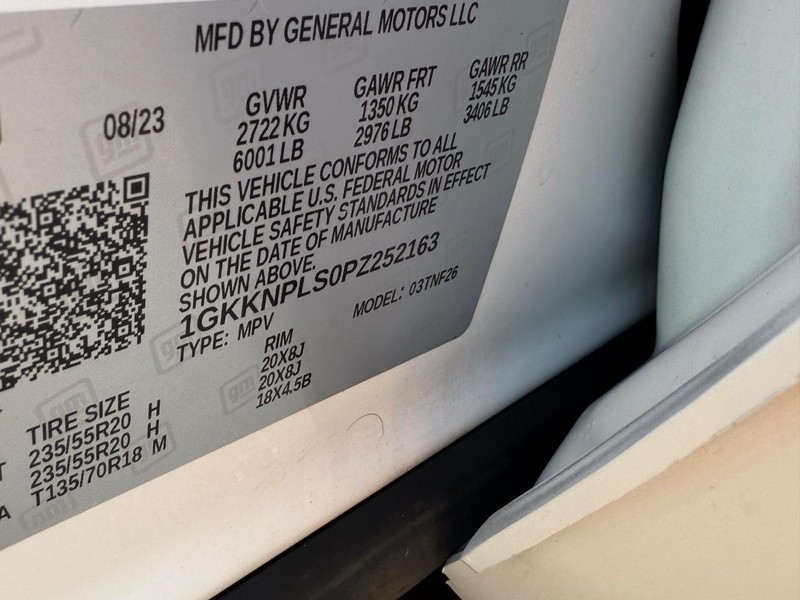 MFD BY GENERAL MOTORS LLC
08/23
GVWR GAWR FRT GAWR RR
2722 KG 1350 KG 1545 KG
6001 LB 2976 LB 3406 LB
THIS VEHICLE CONFORMS TO ALL
APPLICABLE U.S. FEDERAL MOTOR
VEHICLE SAFETY STANDARDS IN EFFECT
ON THE DATE OF MANUFACTURE
SHOWN ABOVE.
1GKKNPLS0PZ252163
TYPE: MPV MODEL: 03TNF26
TIRE SIZE RIM
235/55R20 H 20X8J
235/55R20 H 20X8J
T135/70R18 M 18X4.5B